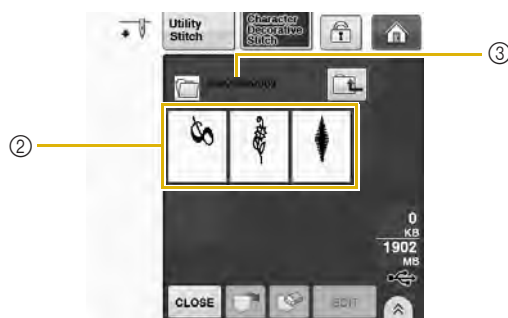 Utility
Stitch
Character
Decorative
Stitch
③
②
0
KB
1902
MB
CLOSE
EDIT